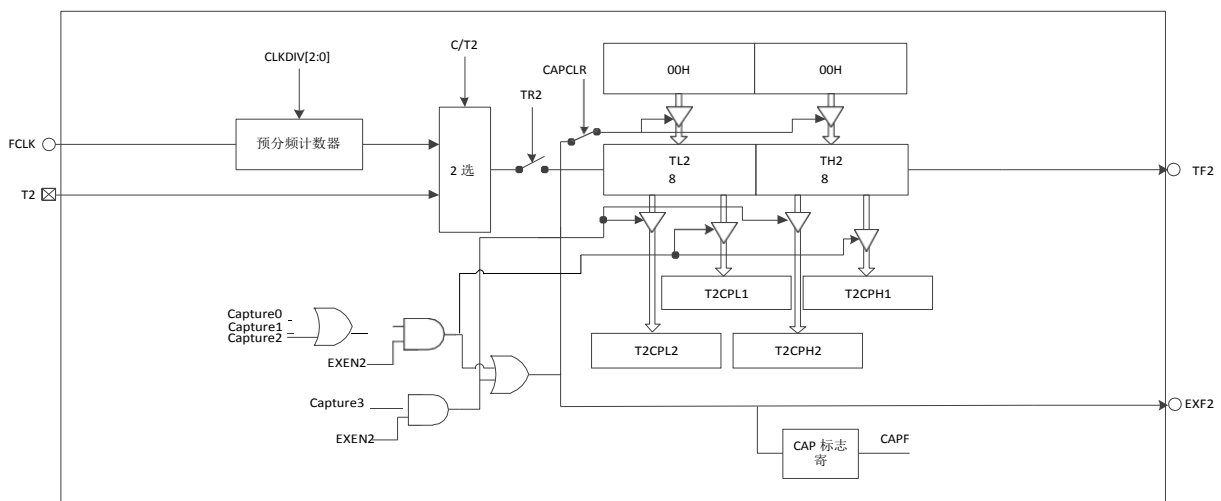 CLKDIV[2:0]
C/T2
CAPCLR
TR2
00H
00H
FCLK
预分频计数器
2 选
T2
TL2
8
TH2
8
TF2
T2CPL1
T2CPH1
T2CPL2
T2CPH2
Capture0
Capture1
Capture2
EXEN2
Capture3
EXEN2
EXF2
CAP 标志
寄
CAPF